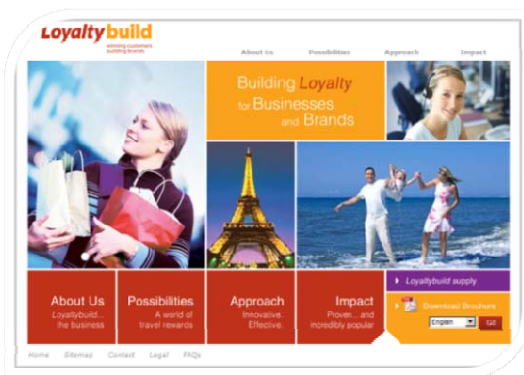 Loyaltybuild
winning customers
building brands
About Us Possibilities Approach Impact
Building Loyalty
for Businesses
and Brands
About Us
Loyaltybuild...
the business
Possibilities
A world of
travel rewards
Approach
Innovative.
Effective.
Impact
Proven... and
incredibly popular
Loyaltybuild supply
Download Brochure
English
Home Sitemap Contact Legal FAQs